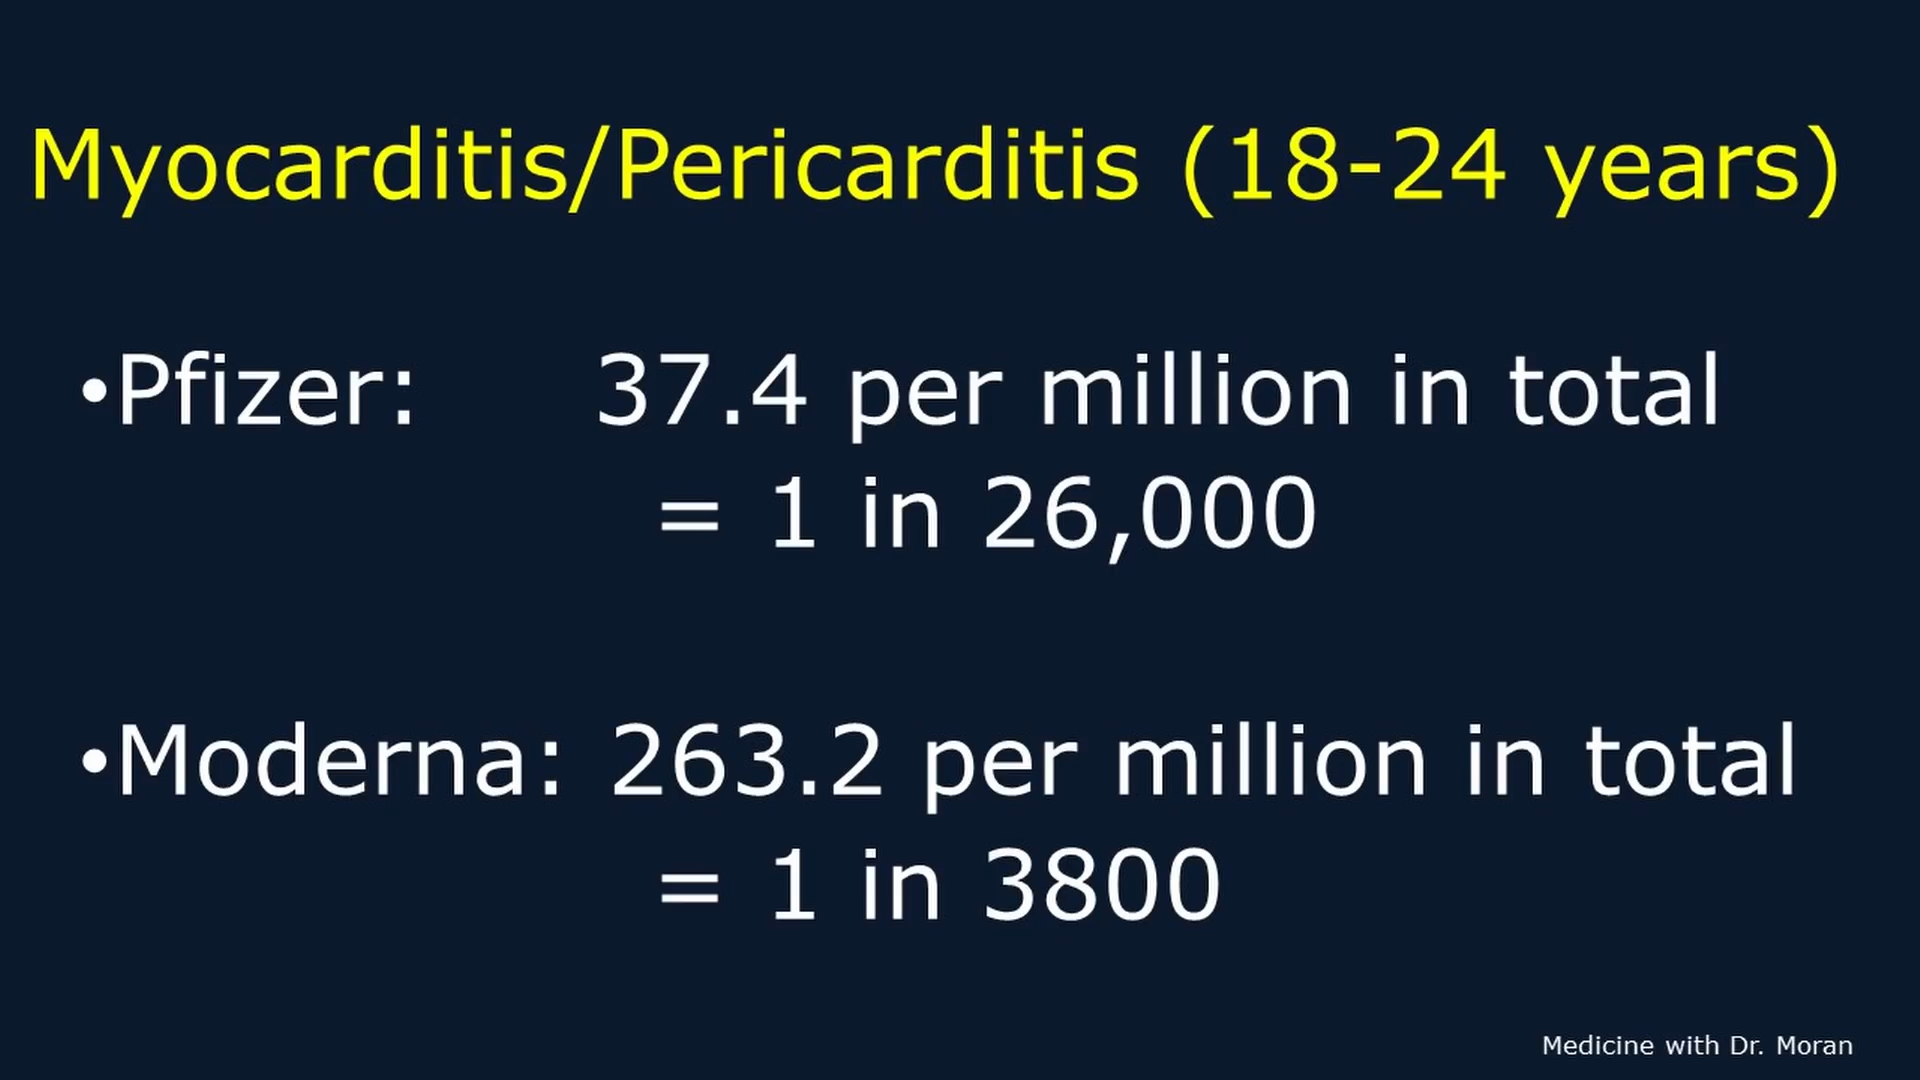 Myocarditis/Pericarditis (18-24 years)
•Pfizer: 37.4 per million in total
= 1 in 26,000
•Moderna: 263.2 per million in total
= 1 in 3800
Medicine with Dr. Moran